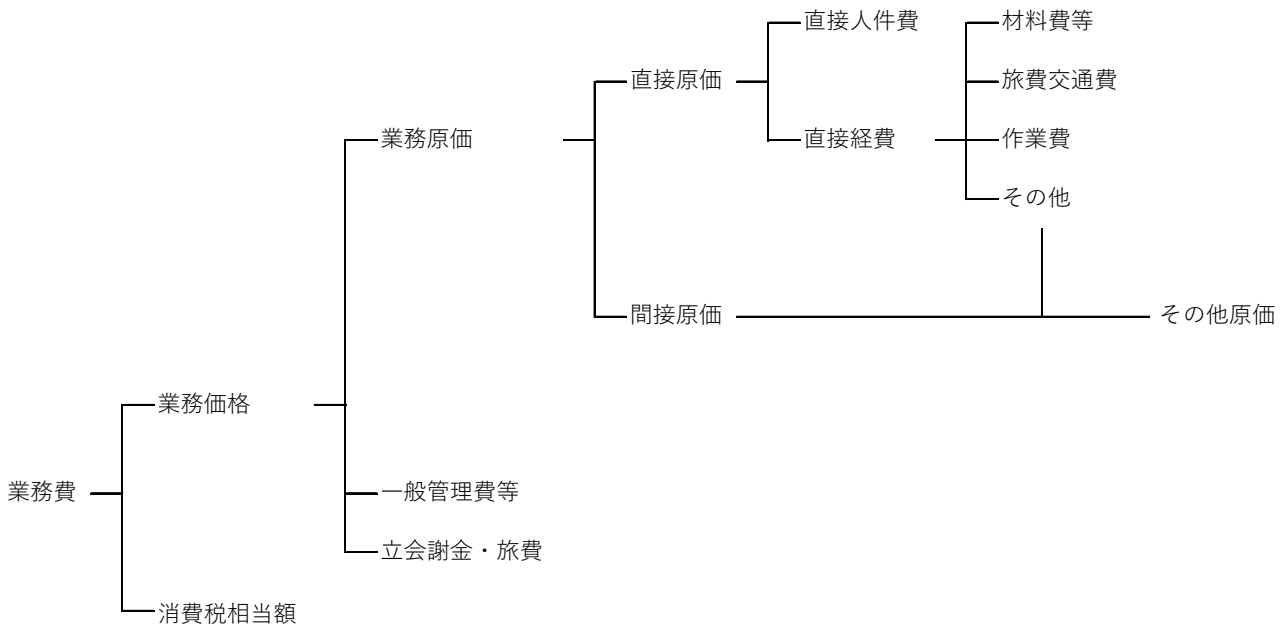 直接人件費
材料費等
直接原価
旅費交通費
業務原価
直接経費
作業費
その他
間接原価
その他原価
業務価格
業務費
一般管理費等
立会謝金・旅費
消費税相当額